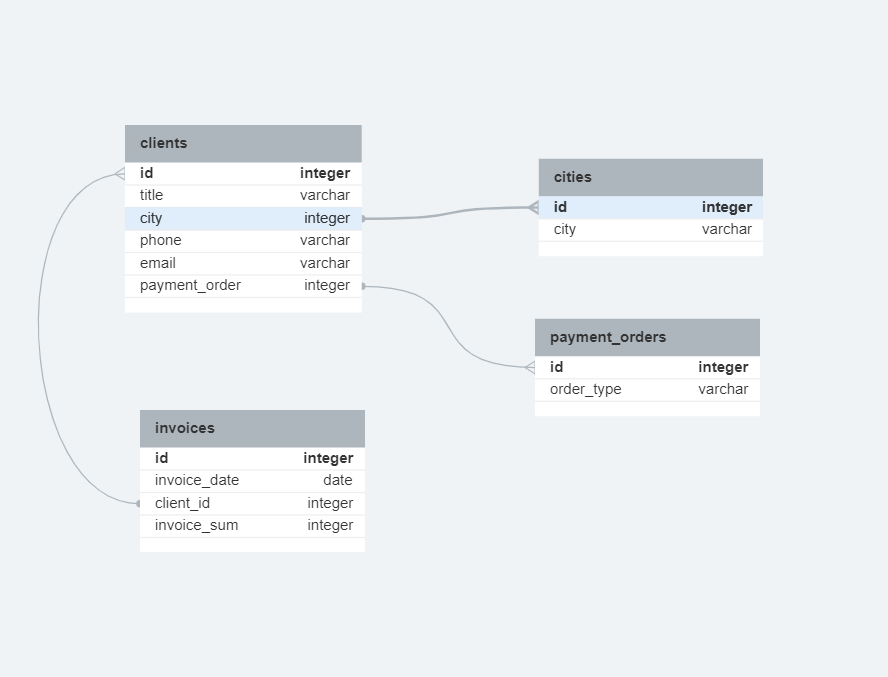 clients
id integer
title varchar
city integer
phone varchar
email varchar
payment_order integer
cities
id integer
city varchar
payment_orders
id integer
order_type varchar
invoices
id integer
invoice_date date
client_id integer
invoice_sum integer